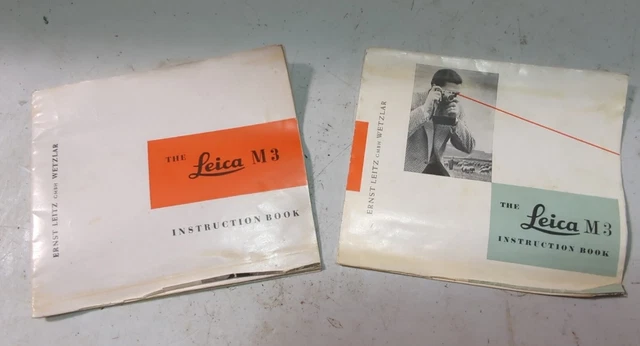 ERNST LEITZ GMBH WETZLAR
THE Leica M3
INSTRUCTION BOOK
ERNST LEITZ GMBH WETZLAR
THE Leica M3
INSTRUCTION BOOK